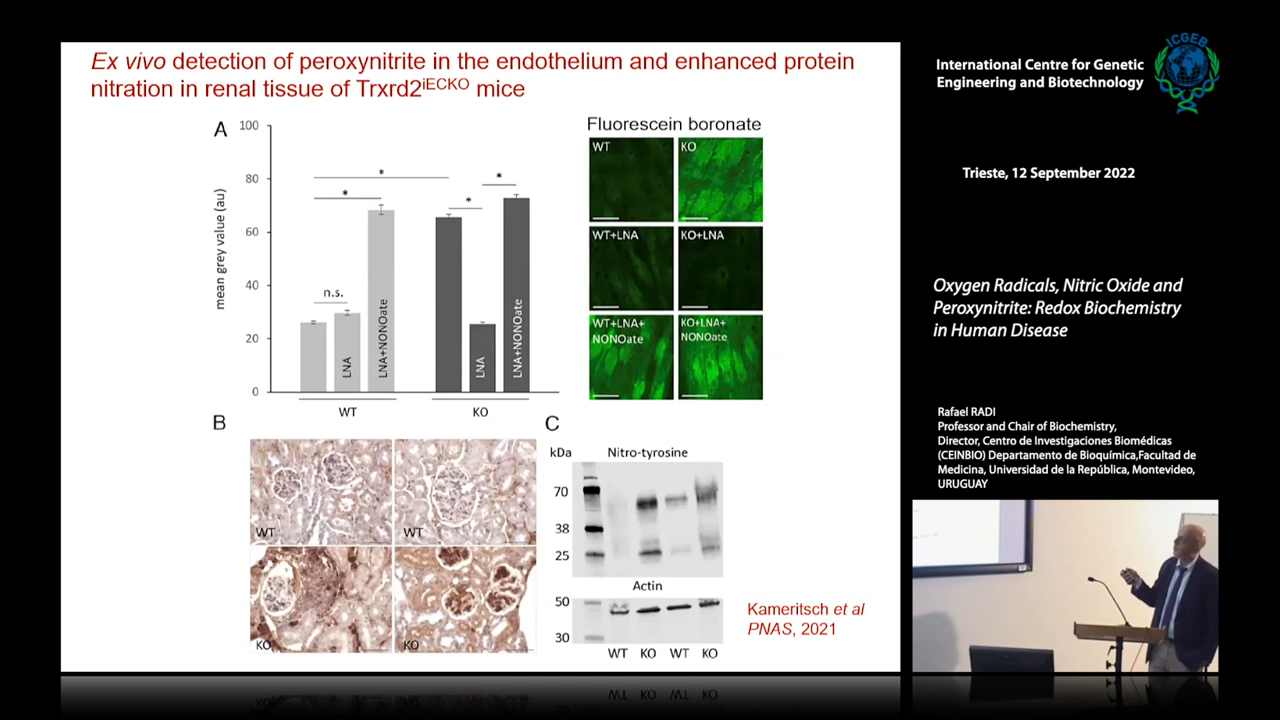 Ex vivo detection of peroxynitrite in the endothelium and enhanced protein
nitration in renal tissue of Trxrd2iECKO mice
A
100
80
60
40
20
0
mean grey value (au)
n.s.
*
*
*
*
LNA
LNA+NONOate
LNA
LNA+NONOate
WT
KO
Fluorescein boronate
WT
KO
WT+LNA
KO+LNA
WT+LNA+
NONOate
KO+LNA+
NONOate
B
WT
WT
KO
KO
C
kDa
Nitro-tyrosine
70
38
25
Actin
50
30
WT KO WT KO
Kameritsch et al
PNAS, 2021
International Centre for Genetic
Engineering and Biotechnology
ICGEB
Trieste, 12 September 2022
Oxygen Radicals, Nitric Oxide and
Peroxynitrite: Redox Biochemistry
in Human Disease
Rafael RADI
Professor and Chair of Biochemistry,
Director, Centro de Investigaciones Biomédicas
(CEINBIO) Departamento de Bioquímica,Facultad de
Medicina, Universidad de la República, Montevideo,
URUGUAY